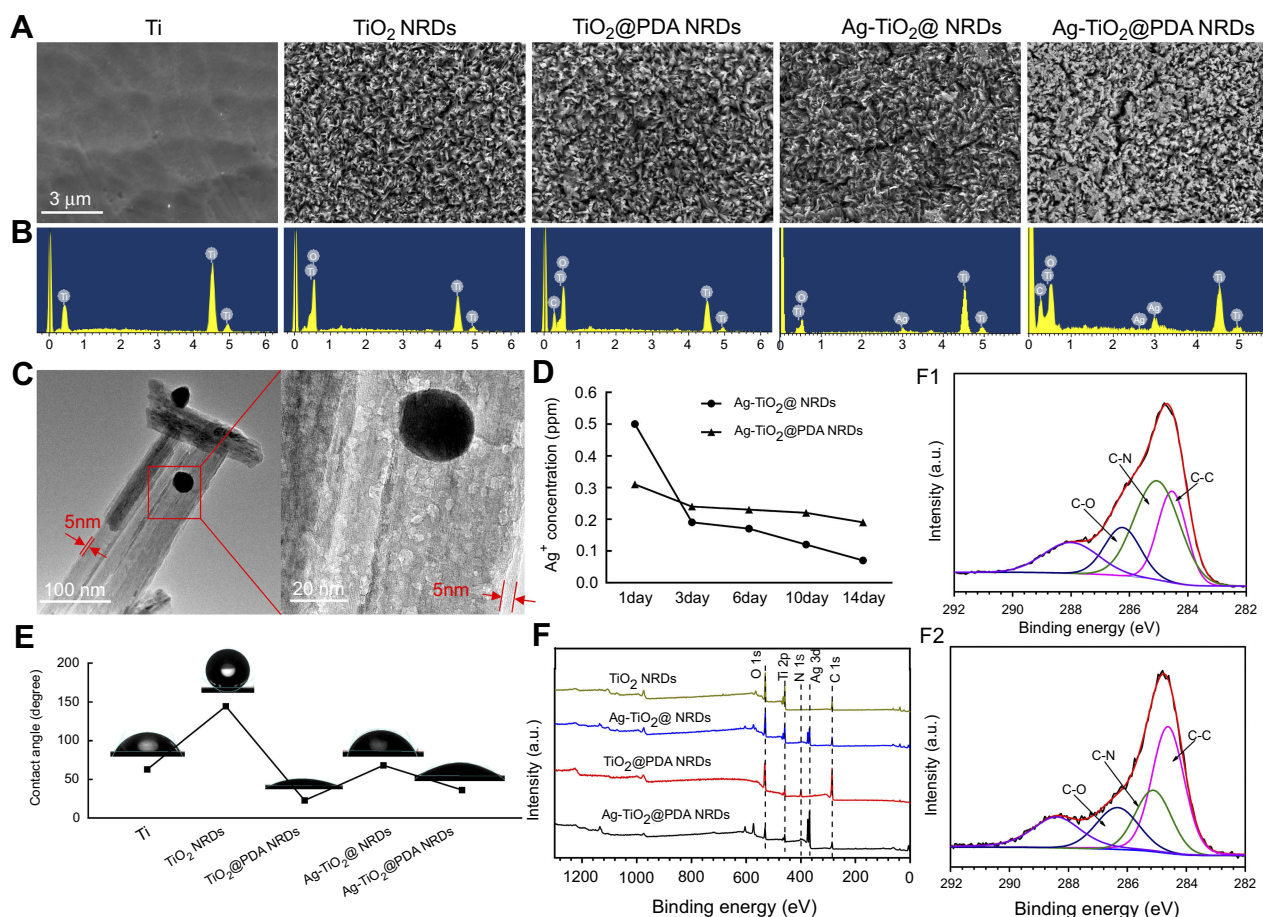 A
Ti
TiO2 NRDs
TiO2@PDA NRDs
Ag-TiO2@ NRDs
Ag-TiO2@PDA NRDs
3 μm
B
Ti Ti Ti
0 1 2 3 4 5 6
O Ti Ti Ti
0 1 2 3 4 5 6
C O Ti Ti Ti
0 1 2 3 4 5 6
O Ti Ag Ti Ti
0 1 2 3 4 5
C O Ti Ag Ag Ti Ti
0 1 2 3 4 5
C
5nm
100 nm
20 nm
5nm
D
Ag+ concentration (ppm)
0.6
0.5
0.4
0.3
0.2
0.1
0.0
Ag-TiO2@ NRDs
Ag-TiO2@PDA NRDs
1day 3day 6day 10day 14day
F1
Intensity (a.u.)
C-N
C-C
C-O
292 290 288 286 284 282
Binding energy (eV)
E
Contact angle (degree)
200
150
100
50
0
Ti
TiO2 NRDs
TiO2@PDA NRDs
Ag-TiO2@ NRDs
Ag-TiO2@PDA NRDs
F
Intensity (a.u.)
O 1s
Ti 2p
N 1s
Ag 3d
C 1s
TiO2 NRDs
Ag-TiO2@ NRDs
TiO2@PDA NRDs
Ag-TiO2@PDA NRDs
1200 1000 800 600 400 200 0
Binding energy (eV)
F2
Intensity (a.u.)
C-C
C-N
C-O
292 290 288 286 284 282
Binding energy (eV)